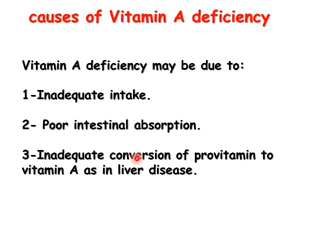 causes of Vitamin A deficiency
Vitamin A deficiency may be due to:
1-Inadequate intake.
2- Poor intestinal absorption.
3-Inadequate conversion of provitamin to
vitamin A as in liver disease.